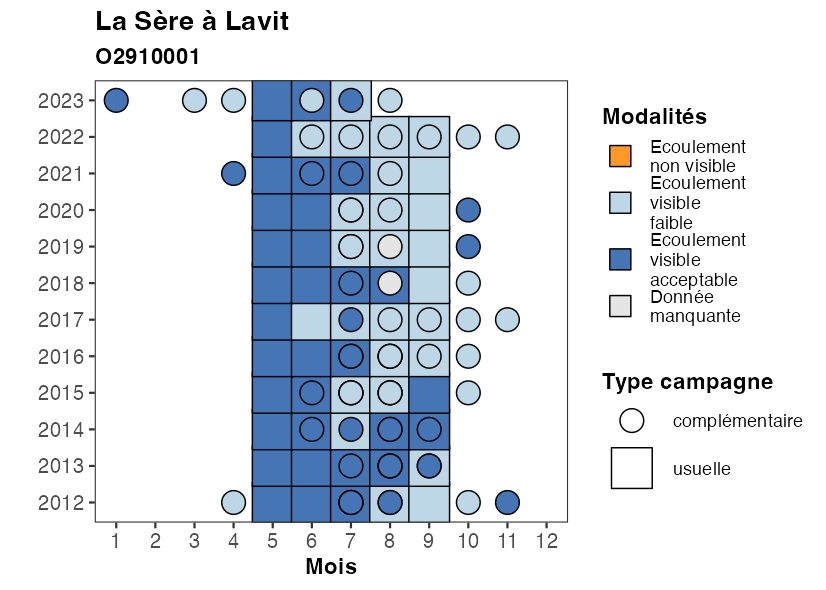 La Sère à Lavit
O2910001
2023
2022
2021
2020
2019
2018
2017
2016
2015
2014
2013
2012
1 2 3 4 5 6 7 8 9 10 11 12
Mois
Modalités
Ecoulement
non visible
Ecoulement
visible
faible
Ecoulement
visible
acceptable
Donnée
manquante
Type campagne
complémentaire
usuelle